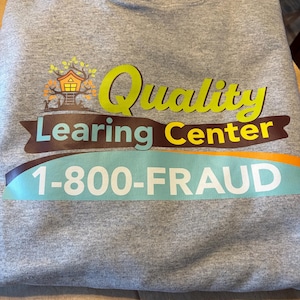 Quality
Learing Center
1-800-FRAUD